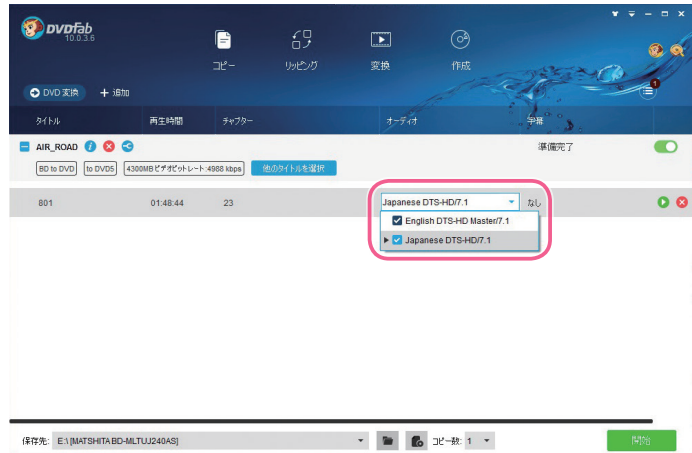 DVDFab
10.0.3.6
コピー
リッピング
変換
作成
DVD 変換
追加
1
タイトル 再生時間 チャプター オーディオ 字幕
AIR_ROAD 準備完了
BD to DVD to DVD5 4300MB ビデオビットレート:4988 kbps 他のタイトルを選択
801 01:48:44 23 Japanese DTS-HD/7.1 なし
English DTS-HD Master/7.1
Japanese DTS-HD/7.1
保存先: E:\ [MATSHITA BD-MLTUJ240AS] コピー数: 1 開始